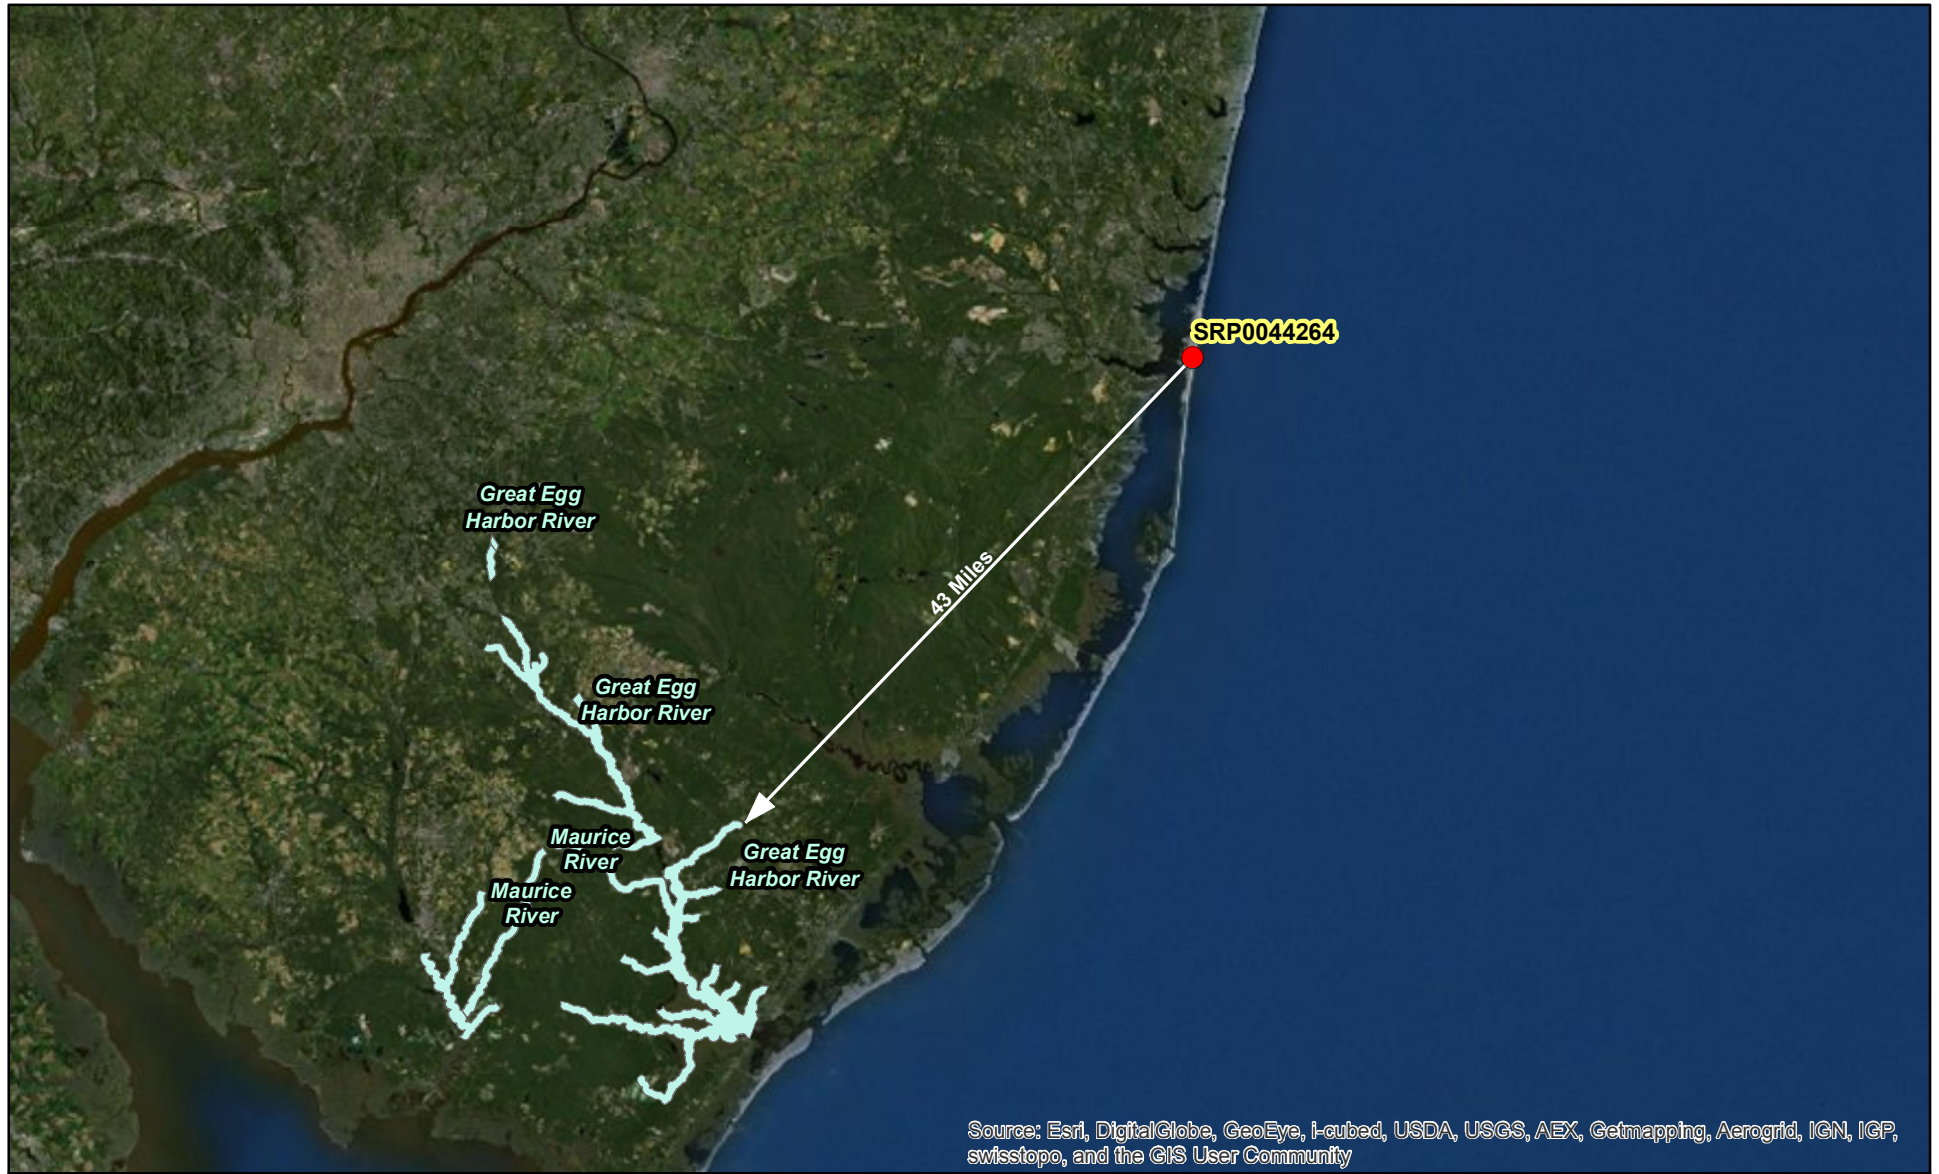 SRP0044264
Great Egg
Harbor River
43 Miles
Great Egg
Harbor River
Maurice
River
Great Egg
Harbor River
Maurice
River
Source: Esri, DigitalGlobe, GeoEye, i-cubed, USDA, USGS, AEX, Getmapping, Aerogrid, IGN, IGP,
swisstopo, and the GIS User Community